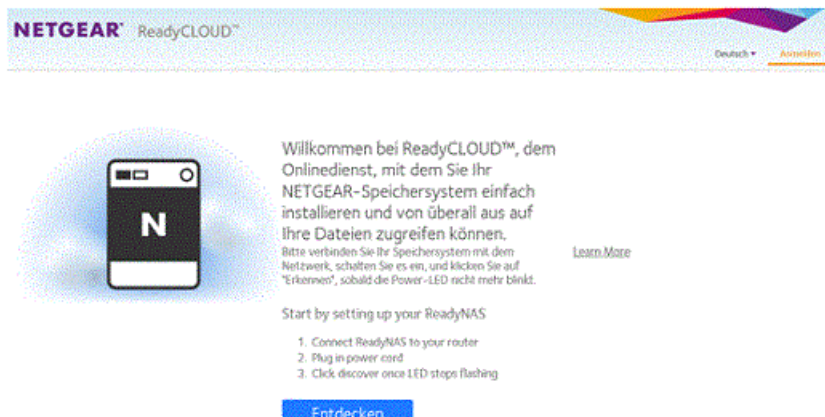 NETGEAR® ReadyCLOUD™
Deutsch Anmelden
N
Willkommen bei ReadyCLOUD™, dem
Onlinedienst, mit dem Sie Ihr
NETGEAR-Speichersystem einfach
installieren und von überall aus auf
Ihre Dateien zugreifen können.
Bitte verbinden Sie Ihr Speichersystem mit dem
Netzwerk, schalten Sie es ein, und klicken Sie auf
"Erkennen", sobald die Power-LED nicht mehr blinkt.
Learn More
Start by setting up your ReadyNAS
1. Connect ReadyNAS to your router
2. Plug in power cord
3. Click discover once LED stops flashing
Entdecken